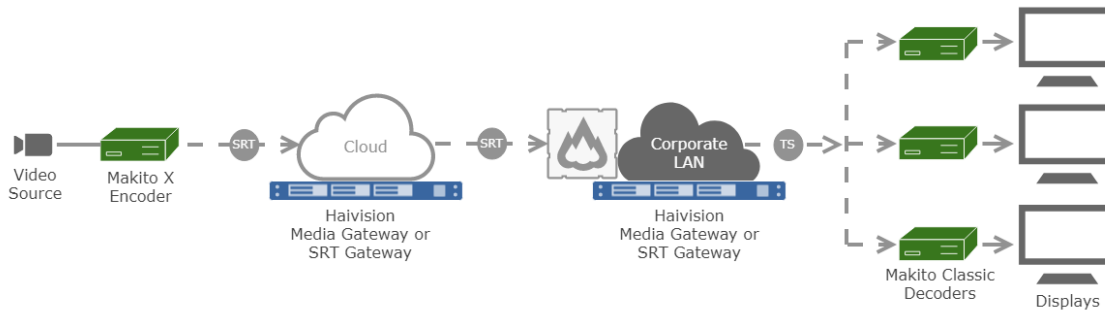 Video
Source
Makito X
Encoder
SRT
Cloud
Haivision
Media Gateway or
SRT Gateway
SRT
Corporate
LAN
Haivision
Media Gateway or
SRT Gateway
TS
Makito Classic
Decoders
Displays